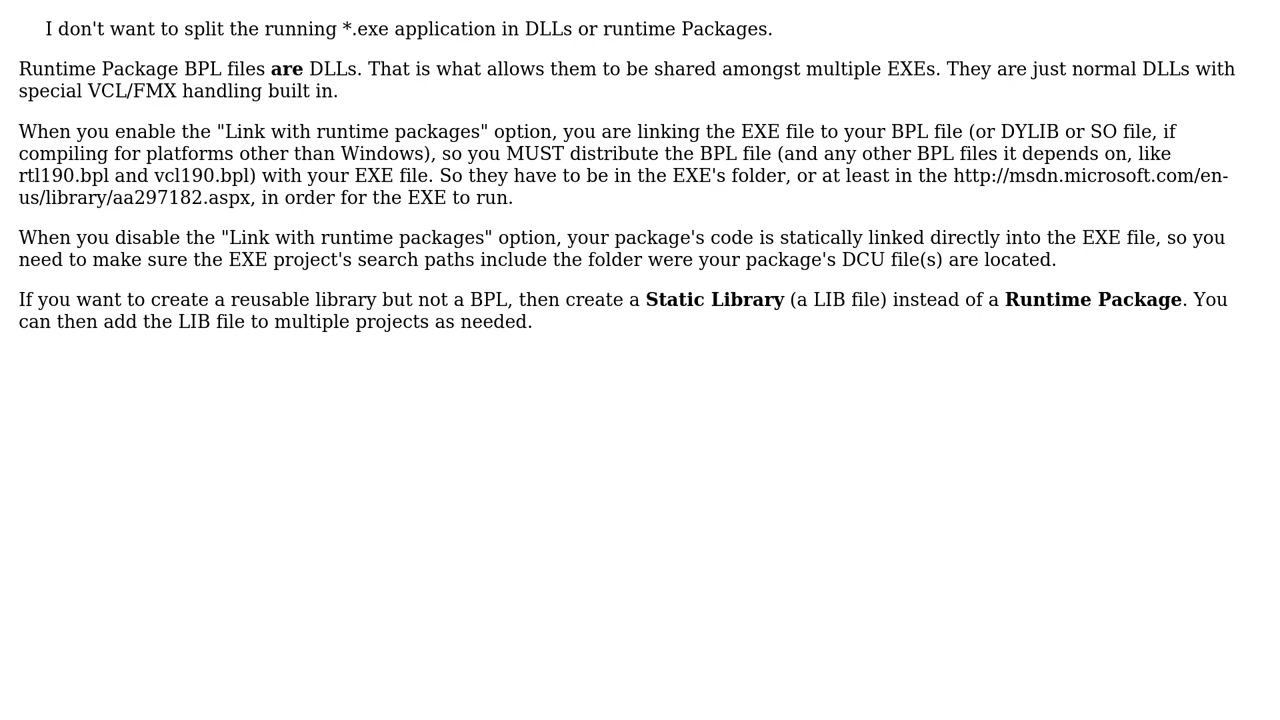 I don't want to split the running *.exe application in DLLs or runtime Packages.
Runtime Package BPL files are DLLs. That is what allows them to be shared amongst multiple EXEs. They are just normal DLLs with
special VCL/FMX handling built in.
When you enable the "Link with runtime packages" option, you are linking the EXE file to your BPL file (or DYLIB or SO file, if
compiling for platforms other than Windows), so you MUST distribute the BPL file (and any other BPL files it depends on, like
rtl190.bpl and vcl190.bpl) with your EXE file. So they have to be in the EXE's folder, or at least in the http://msdn.microsoft.com/en-
us/library/aa297182.aspx, in order for the EXE to run.
When you disable the "Link with runtime packages" option, your package's code is statically linked directly into the EXE file, so you
need to make sure the EXE project's search paths include the folder were your package's DCU file(s) are located.
If you want to create a reusable library but not a BPL, then create a Static Library (a LIB file) instead of a Runtime Package. You
can then add the LIB file to multiple projects as needed.